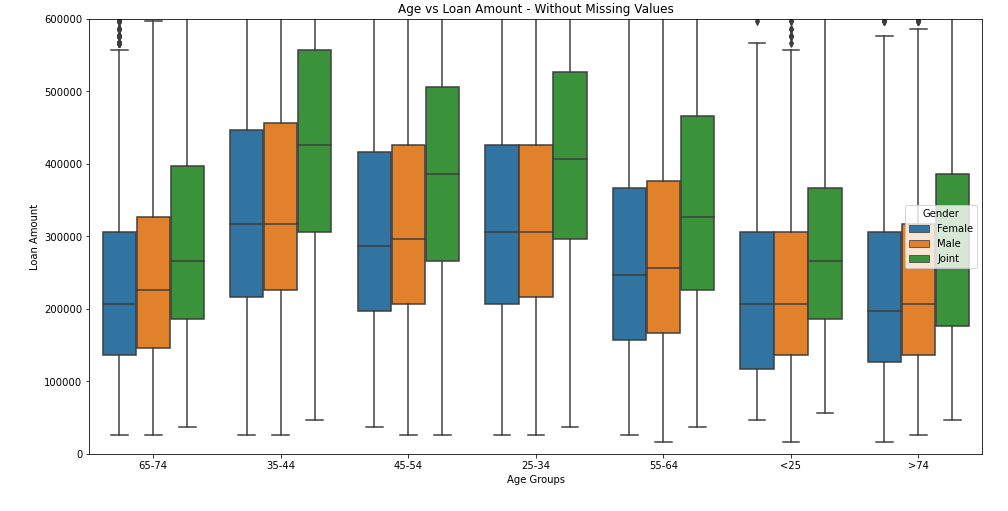 Age vs Loan Amount - Without Missing Values
600000
500000
400000
300000
200000
100000
0
Loan Amount
Gender
Female
Male
Joint
65-74 35-44 45-54 25-34 55-64 <25 >74
Age Groups